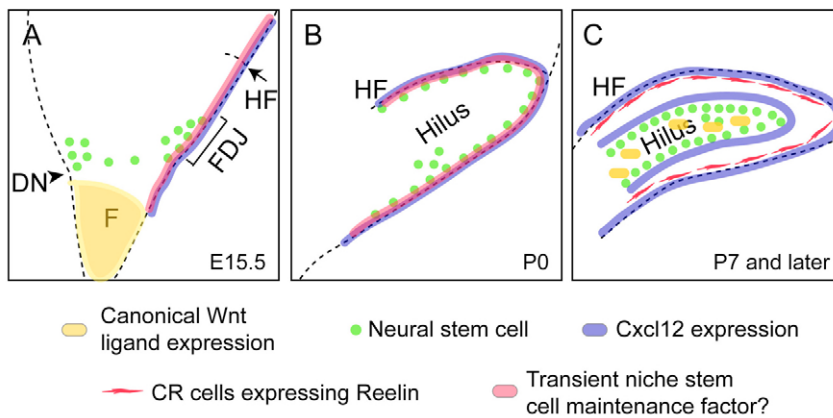 A
HF
FDJ
DN
F
E15.5
B
HF
Hilus
P0
C
HF
Hilus
P7 and later
Canonical Wnt
ligand expression
Neural stem cell
Cxcl12 expression
CR cells expressing Reelin
Transient niche stem
cell maintenance factor?